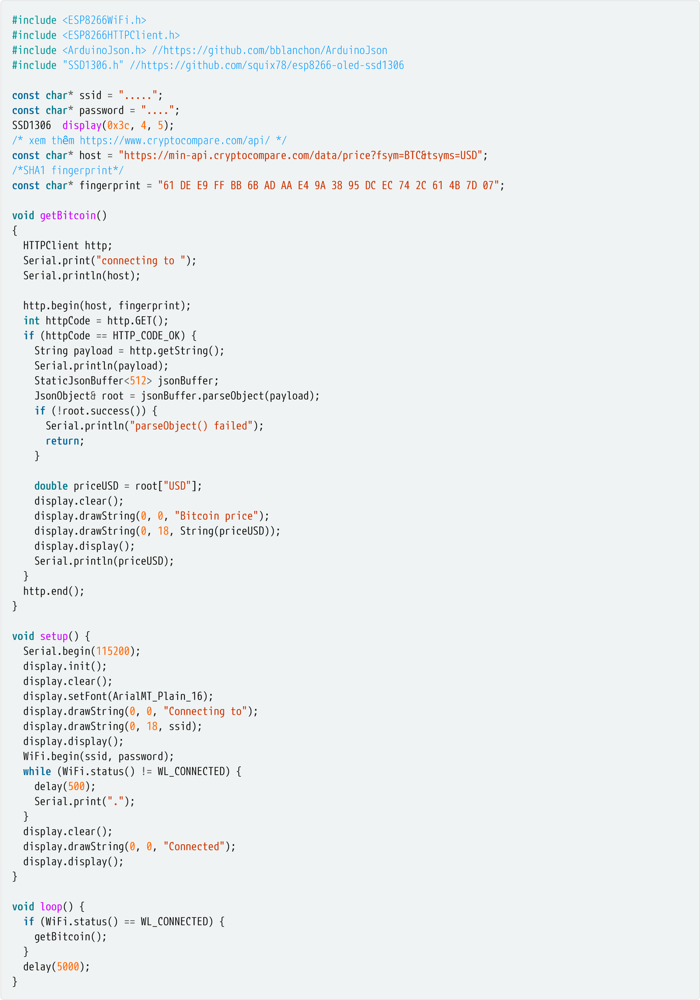 #include <ESP8266WiFi.h>
#include <ESP8266HTTPClient.h>
#include <ArduinoJson.h> //https://github.com/bblanchon/ArduinoJson
#include "SSD1306.h" //https://github.com/squix78/esp8266-oled-ssd1306

const char* ssid = ".....";
const char* password = "....";
SSD1306  display(0x3c, 4, 5);
/* xem thêm https://www.cryptocompare.com/api/ */
const char* host = "https://min-api.cryptocompare.com/data/price?fsym=BTC&tsyms=USD";
/*SHA1 fingerprint*/
const char* fingerprint = "61 DE E9 FF BB 6B AD AA E4 9A 38 95 DC EC 74 2C 61 4B 7D 07";

void getBitcoin()
{
  HTTPClient http;
  Serial.print("connecting to ");
  Serial.println(host);

  http.begin(host, fingerprint);
  int httpCode = http.GET();
  if (httpCode == HTTP_CODE_OK) {
    String payload = http.getString();
    Serial.println(payload);
    StaticJsonBuffer<512> jsonBuffer;
    JsonObject& root = jsonBuffer.parseObject(payload);
    if (!root.success()) {
      Serial.println("parseObject() failed");
      return;
    }

    double priceUSD = root["USD"];
    display.clear();
    display.drawString(0, 0, "Bitcoin price");
    display.drawString(0, 18, String(priceUSD));
    display.display();
    Serial.println(priceUSD);
  }
  http.end();
}

void setup() {
  Serial.begin(115200);
  display.init();
  display.clear();
  display.setFont(ArialMT_Plain_16);
  display.drawString(0, 0, "Connecting to");
  display.drawString(0, 18, ssid);
  display.display();
  WiFi.begin(ssid, password);
  while (WiFi.status() != WL_CONNECTED) {
    delay(500);
    Serial.print(".");
  }
  display.clear();
  display.drawString(0, 0, "Connected");
  display.display();
}

void loop() {
  if (WiFi.status() == WL_CONNECTED) {
    getBitcoin();
  }
  delay(5000);
}